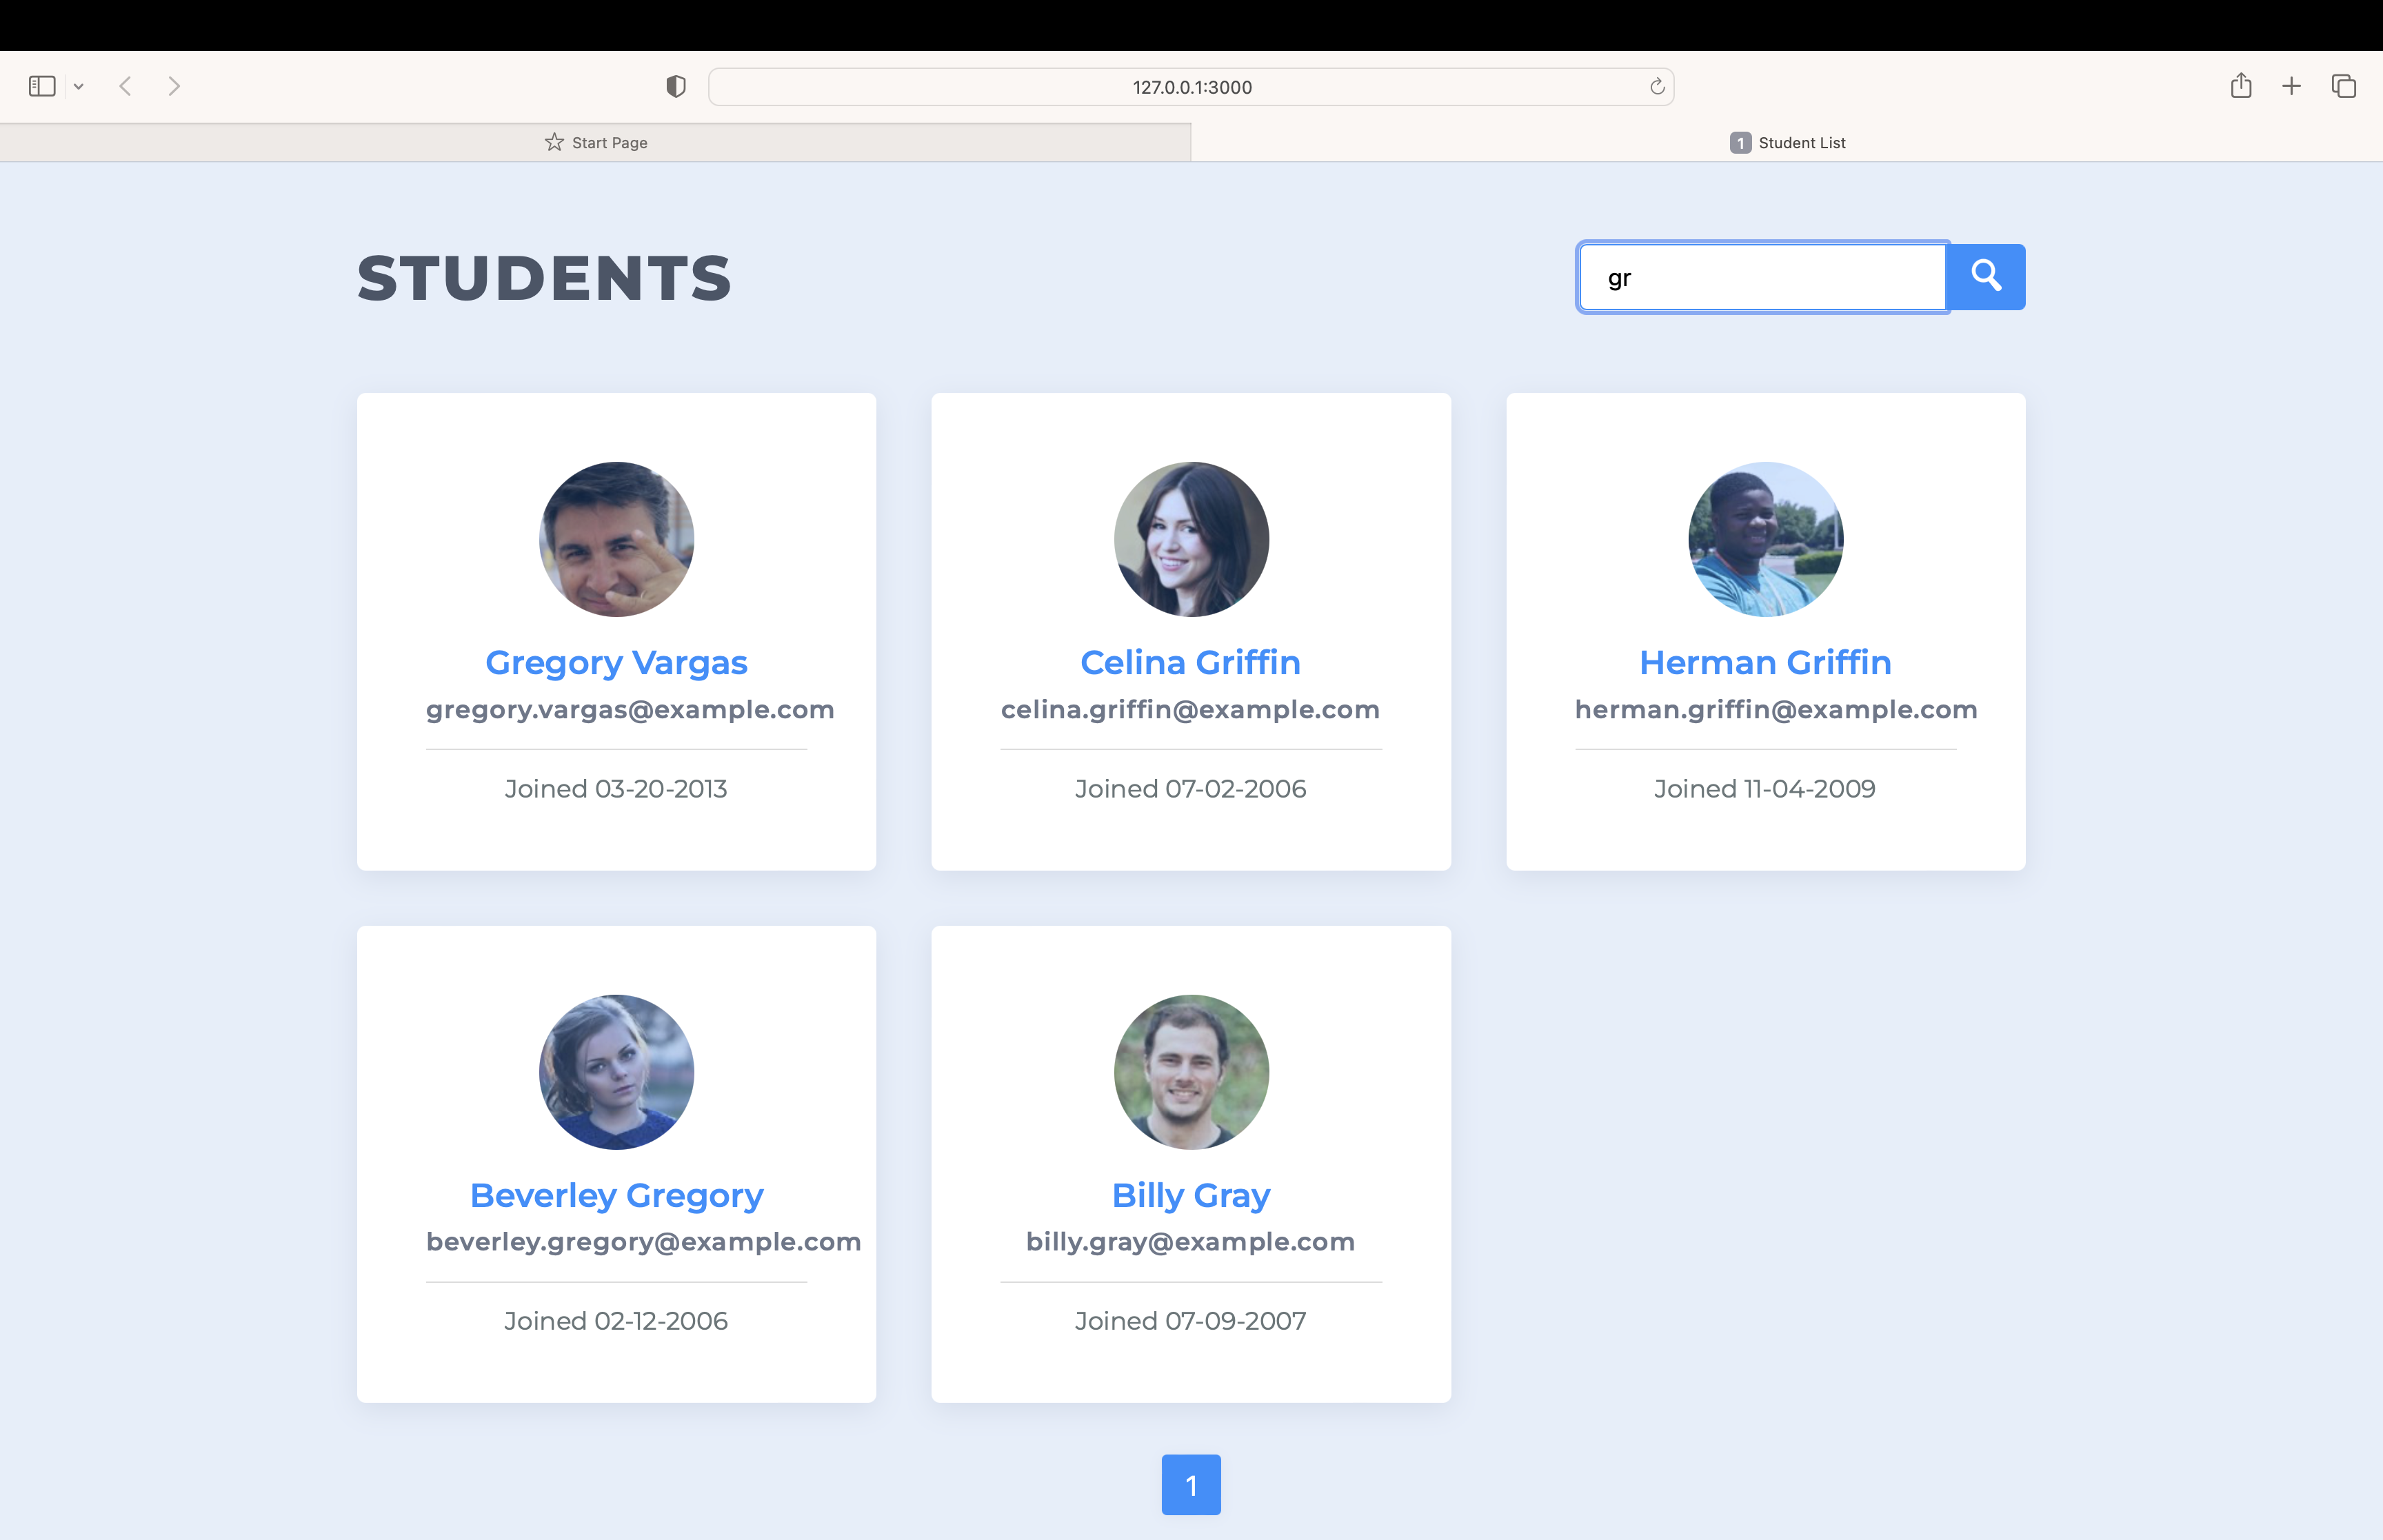 127.0.0.1:3000
Start Page
1 Student List
STUDENTS
gr
Gregory Vargas
gregory.vargas@example.com
Joined 03-20-2013
Celina Griffin
celina.griffin@example.com
Joined 07-02-2006
Herman Griffin
herman.griffin@example.com
Joined 11-04-2009
Beverley Gregory
beverley.gregory@example.com
Joined 02-12-2006
Billy Gray
billy.gray@example.com
Joined 07-09-2007
1